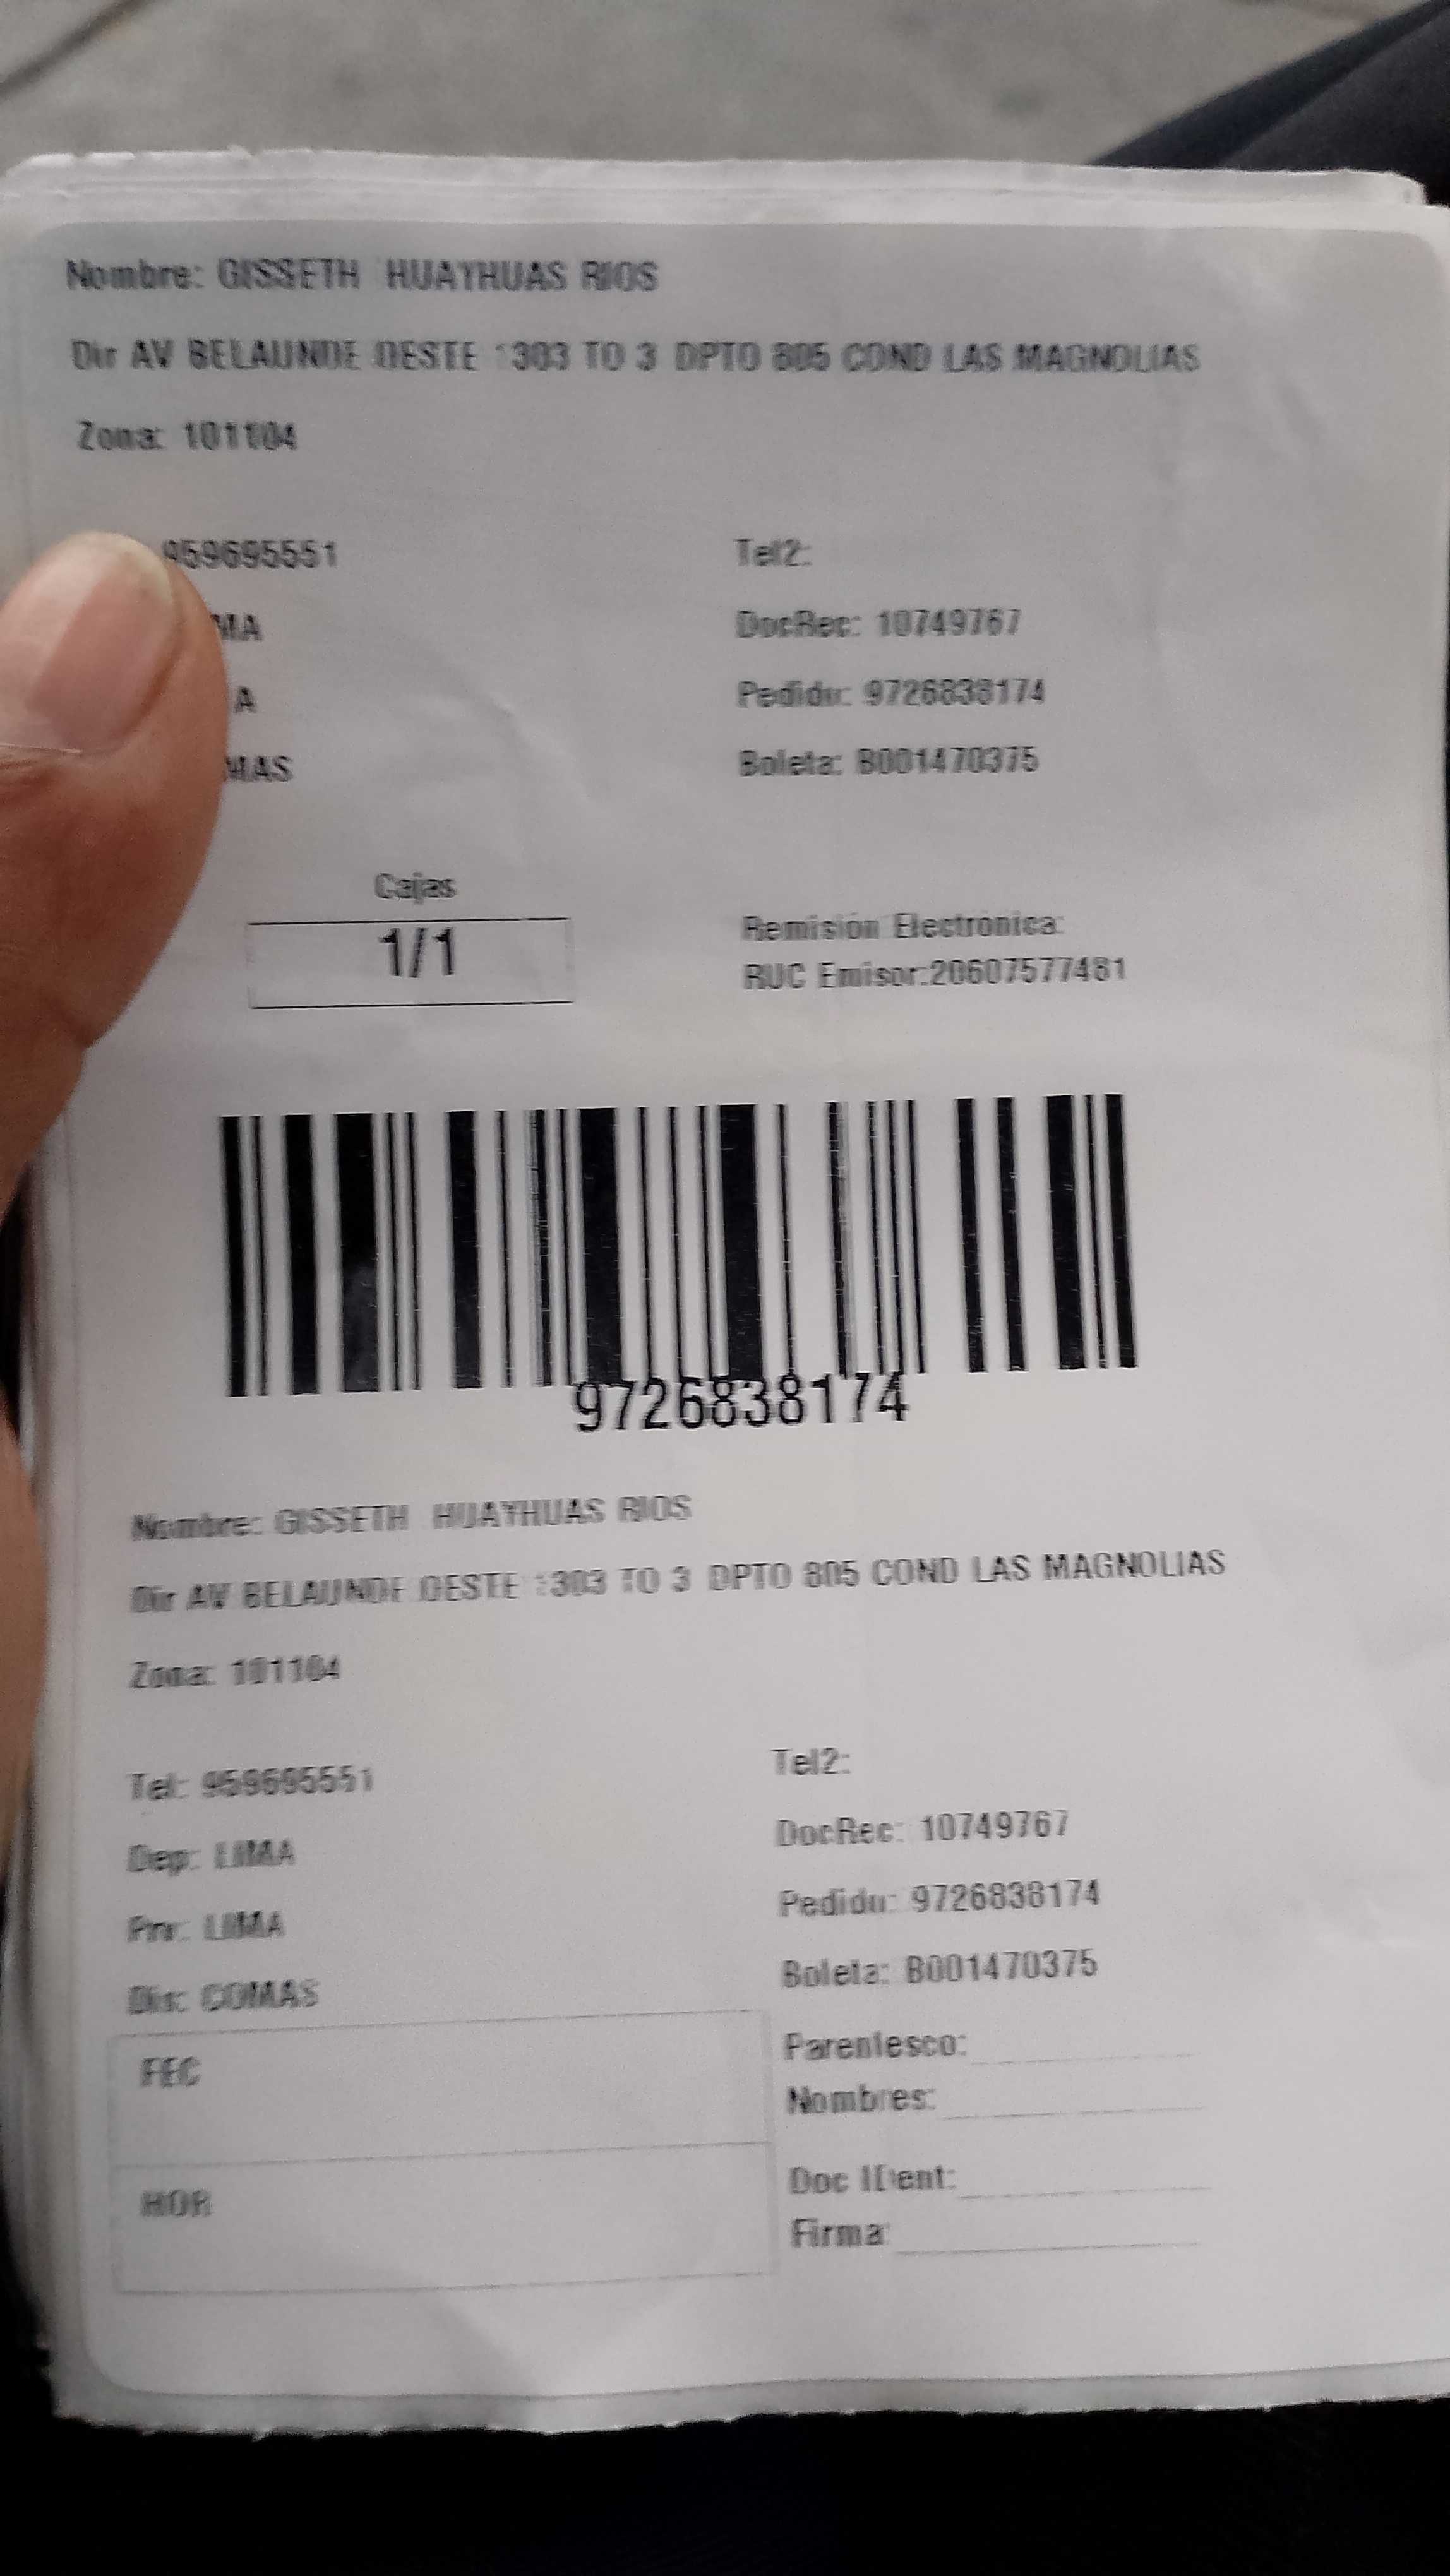 Nombre: GISSETH HUAYHUAS RIOS
Dir AV BELAUNDE OESTE 1303 TO 3 DPTO 805 COND LAS MAGNOLIAS
Zona: 101104
959695551
Tel2:
MA
DocRec: 10749767
A
Pedido: 9726838174
MAS
Boleta: B001470375
Cajas
1/1
Remisión Electrónica:
RUC Emisor:20607577481
9726838174
Nombre: GISSETH HUAYHUAS RIOS
Dir AV BELAUNDE OESTE 1303 TO 3 DPTO 805 COND LAS MAGNOLIAS
Zona: 101104
Tel: 959695551
Tel2:
Dep: LIMA
DocRec: 10749767
Prv: LIMA
Pedido: 9726838174
Dis: COMAS
Boleta: B001470375
FEC
Parentesco:
Nombres:
HOR
Doc IDent:
Firma: